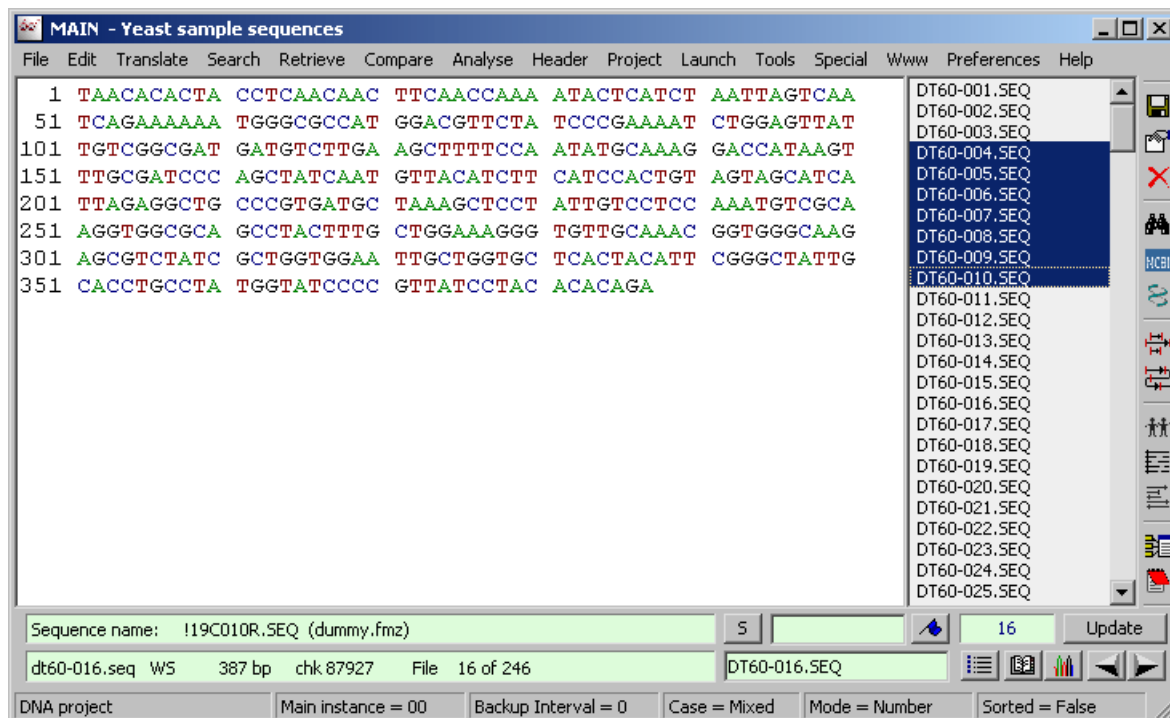 MAIN - Yeast sample sequences
File Edit Translate Search Retrieve Compare Analyse Header Project Launch Tools Special Www Preferences Help
1 TAACACACTA CCTCAACAAC TTCAACCAAA ATACTCATCT AATTAGTCAA
51 TCAGAAAAAA TGGGCGCCAT GGACGTTCTA TCCCGAAAAT CTGGAGTTAT
101 TGTCGGCGAT GATGTCTTGA AGCTTTTCCA ATATGCAAAG GACCATAAGT
151 TTGCGATCCC AGCTATCAAT GTTACATCTT CATCCACTGT AGTAGCATCA
201 TTAGAGGCTG CCCGTGATGC TAAAGCTCCT ATTGTCCTCC AAATGTCGCA
251 AGGTGGCGCA GCCTACTTTG CTGGAAAGGG TGTTGCAAAC GGTGGGCAAG
301 AGCGTCTATC GCTGGTGGAA TTGCTGGTGC TCACTACATT CGGGCTATTG
351 CACCTGCCTA TGGTATCCCC GTTATCCTAC ACACAGA
DT60-001.SEQ
DT60-002.SEQ
DT60-003.SEQ
DT60-004.SEQ
DT60-005.SEQ
DT60-006.SEQ
DT60-007.SEQ
DT60-008.SEQ
DT60-009.SEQ
DT60-010.SEQ
DT60-011.SEQ
DT60-012.SEQ
DT60-013.SEQ
DT60-014.SEQ
DT60-015.SEQ
DT60-016.SEQ
DT60-017.SEQ
DT60-018.SEQ
DT60-019.SEQ
DT60-020.SEQ
DT60-021.SEQ
DT60-022.SEQ
DT60-023.SEQ
DT60-024.SEQ
DT60-025.SEQ
NCBI
Sequence name: !19C010R.SEQ (dummy.fmz) S 16 Update
dt60-016.seq WS 387 bp chk 87927 File 16 of 246 DT60-016.SEQ
DNA project Main instance = 00 Backup Interval = 0 Case = Mixed Mode = Number Sorted = False